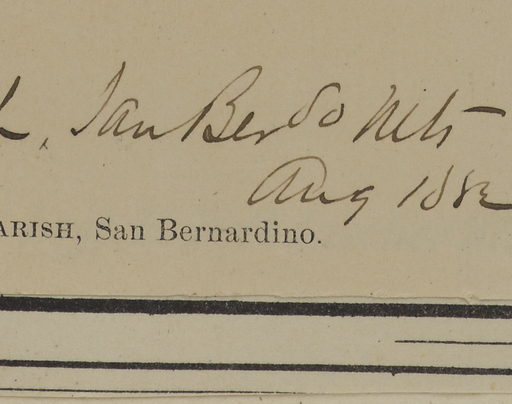 , San Berdo Mts
Aug 1882
ARISH, San Bernardino.